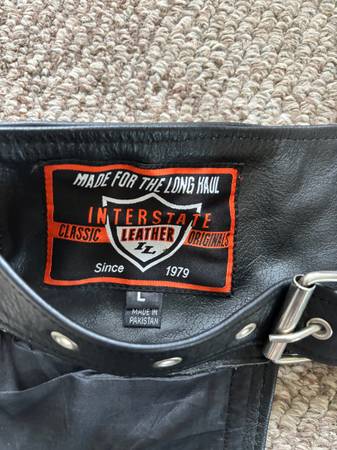 MADE FOR THE LONG HAUL
INTERSTATE
CLASSIC LEATHER ORIGINALS
IL
Since 1979
L
MADE IN
PAKISTAN